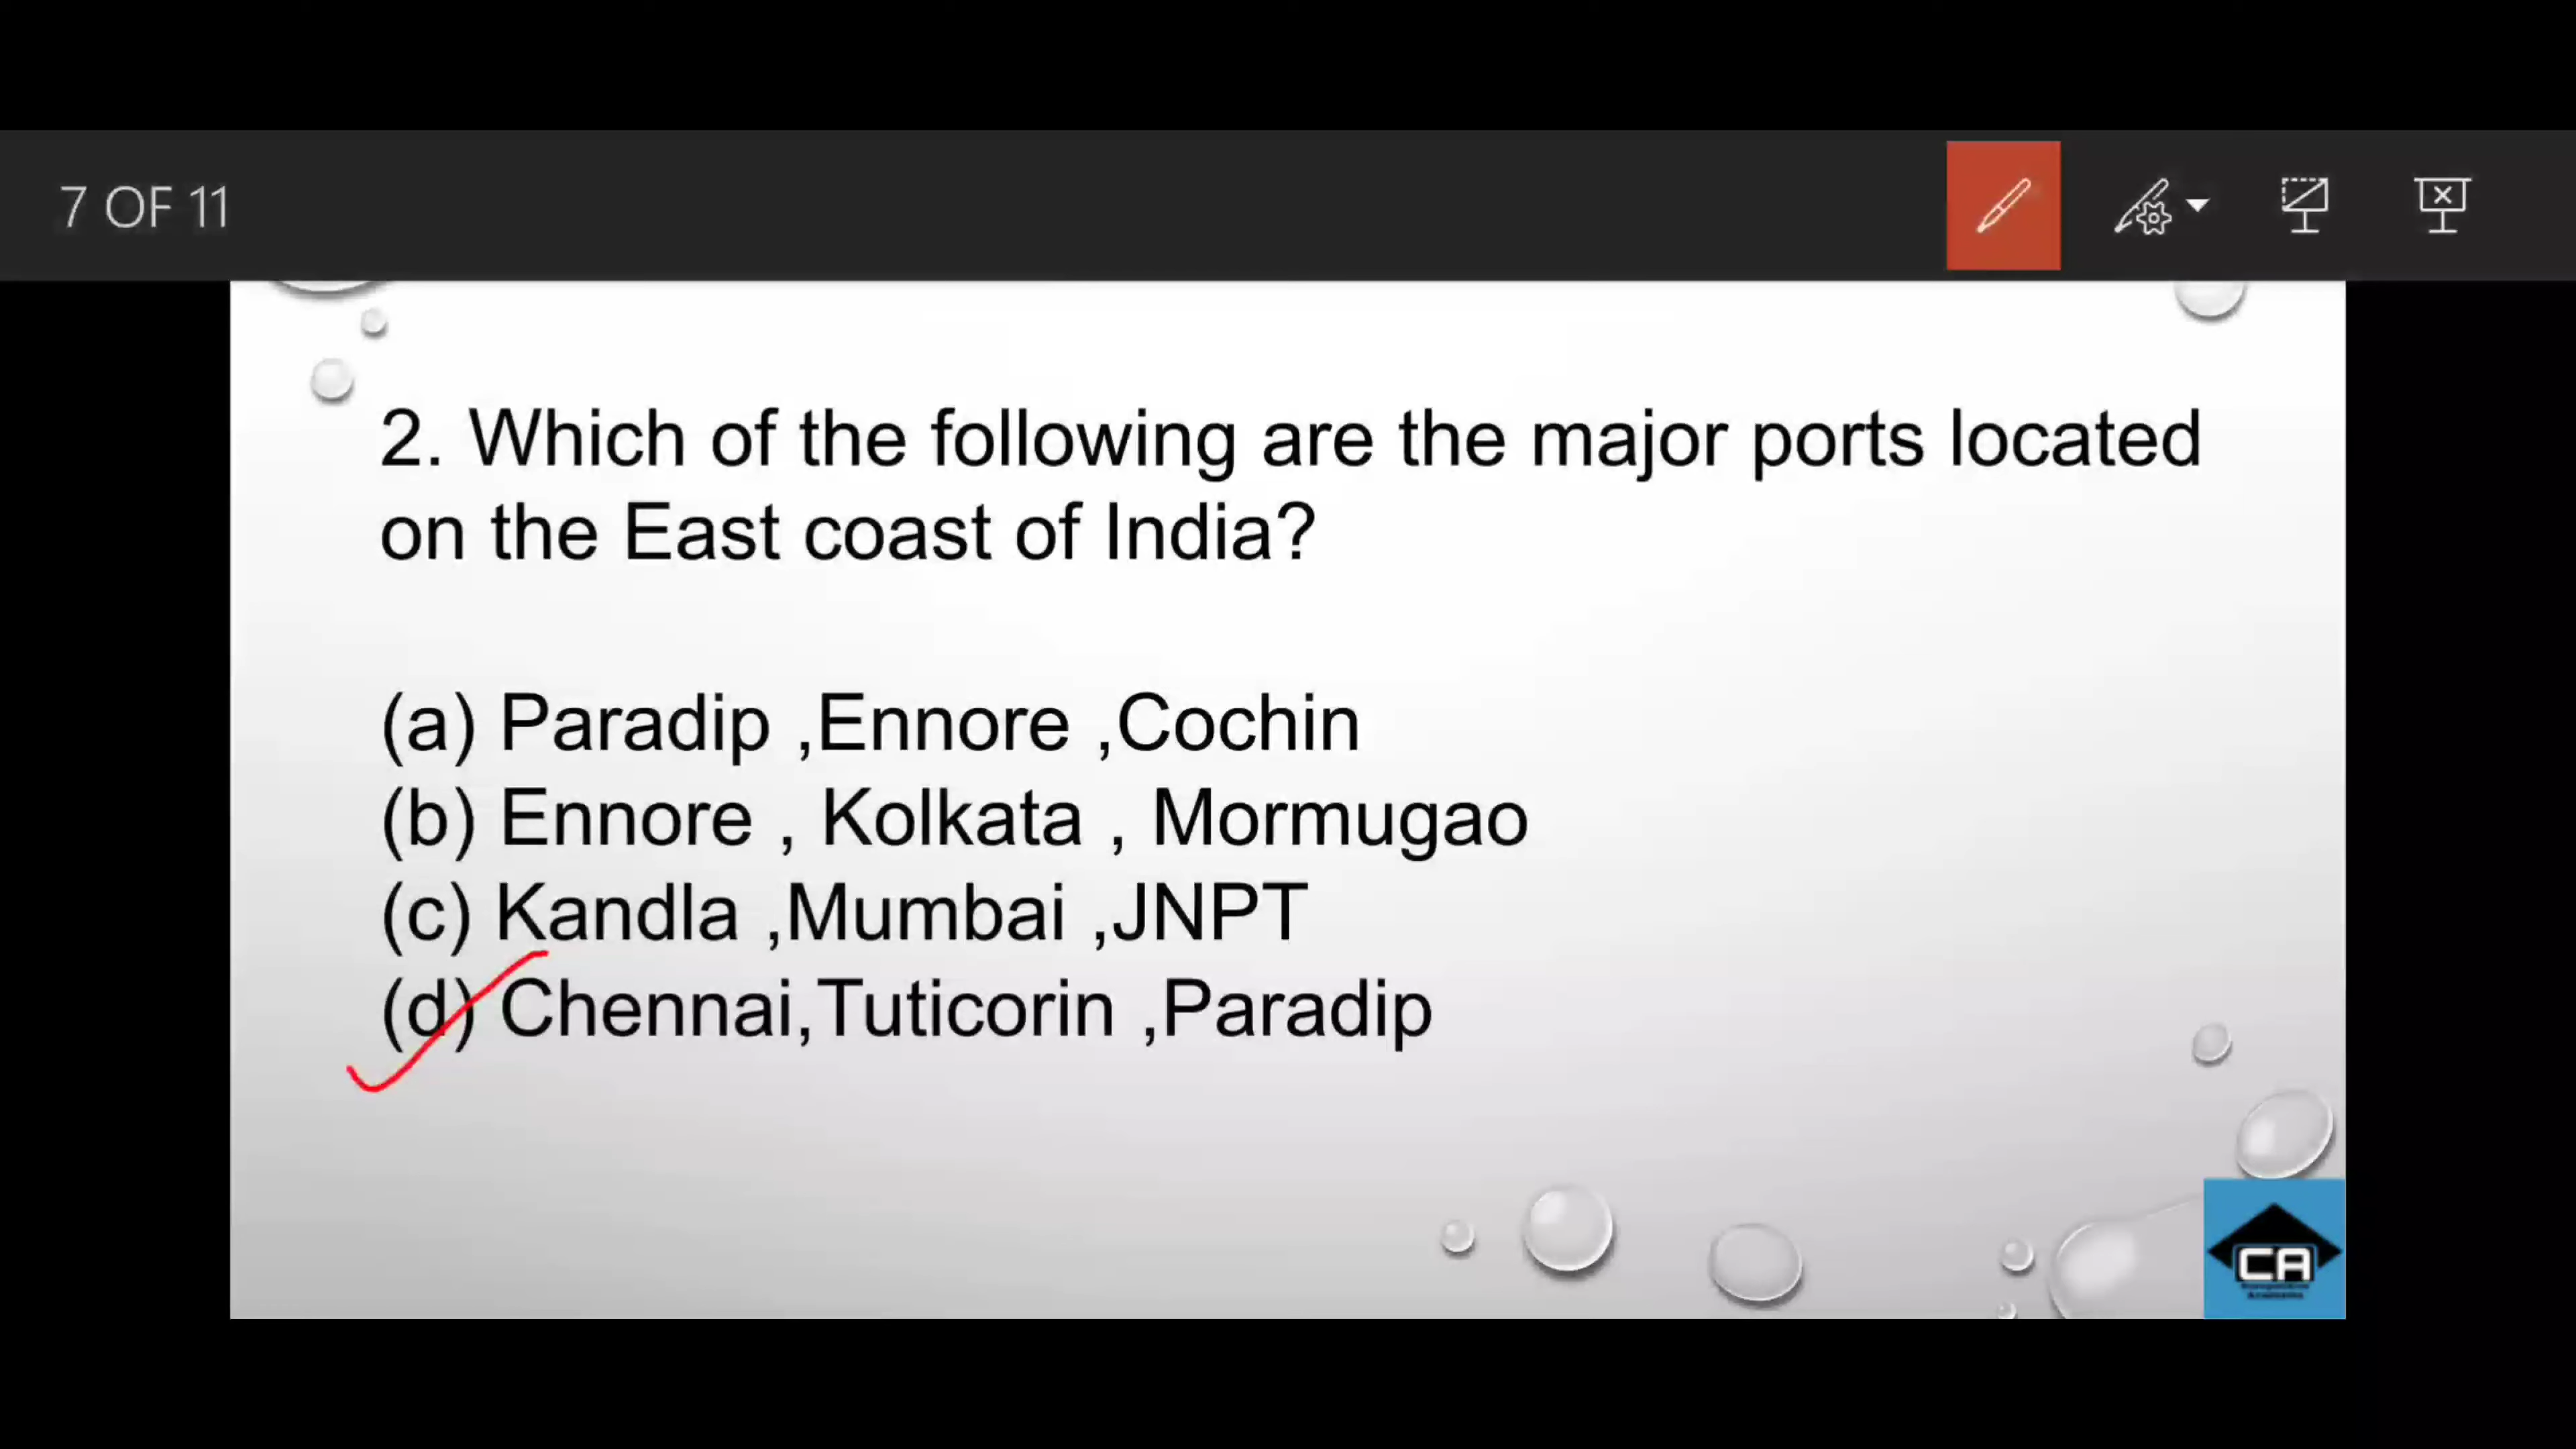 7 OF 11
2. Which of the following are the major ports located
on the East coast of India?
(a) Paradip ,Ennore ,Cochin
(b) Ennore , Kolkata , Mormugao
(c) Kandla ,Mumbai ,JNPT
(d) Chennai,Tuticorin ,Paradip
CA